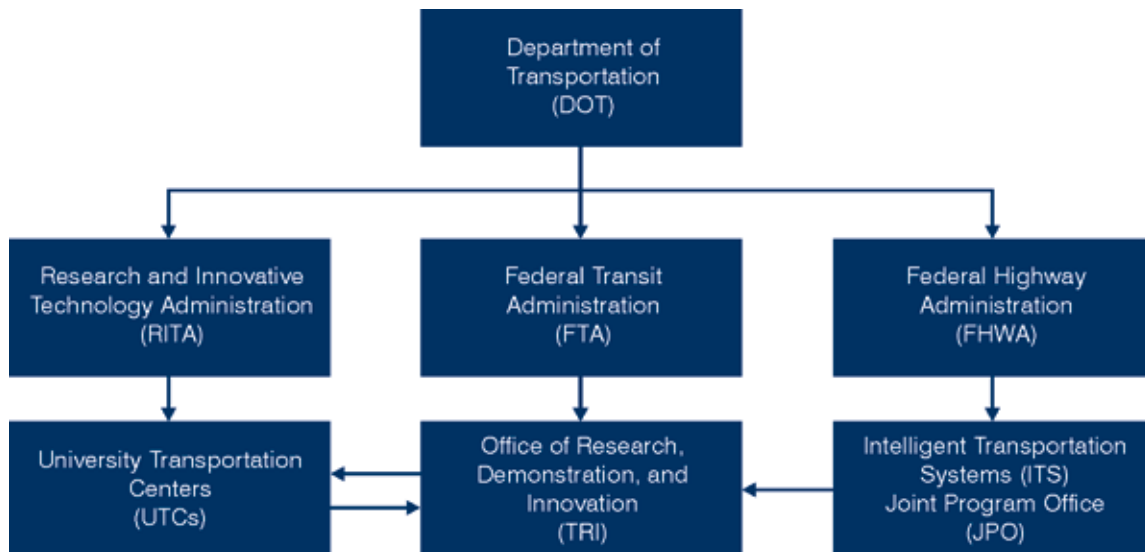 Department of
Transportation
(DOT)
Research and Innovative
Technology Administration
(RITA)
Federal Transit
Administration
(FTA)
Federal Highway
Administration
(FHWA)
University Transportation
Centers
(UTCs)
Office of Research,
Demonstration, and
Innovation
(TRI)
Intelligent Transportation
Systems (ITS)
Joint Program Office
(JPO)